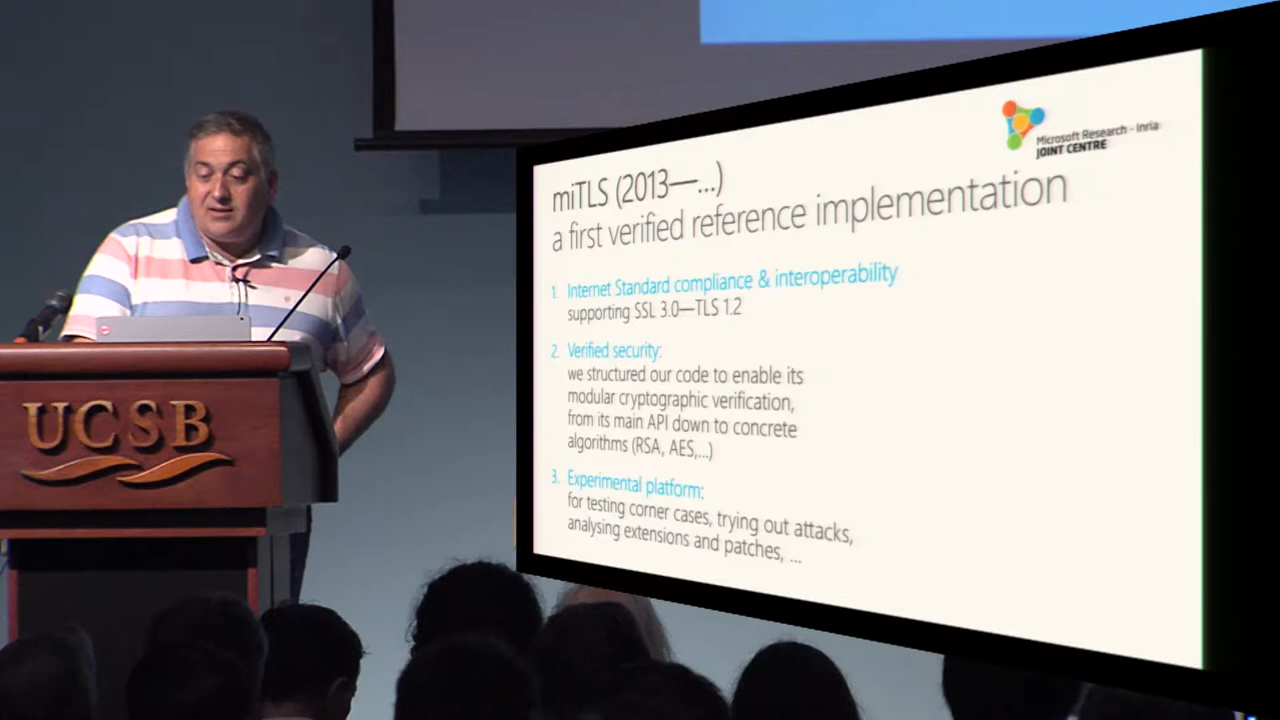 Microsoft Research - Inria
JOINT CENTRE
miTLS (2013—...)
a first verified reference implementation
1. Internet Standard compliance & interoperability
supporting SSL 3.0—TLS 1.2
2. Verified security:
we structured our code to enable its
modular cryptographic verification,
from its main API down to concrete
algorithms (RSA, AES,...)
3. Experimental platform:
for testing corner cases, trying out attacks,
analysing extensions and patches, ...
UCSB